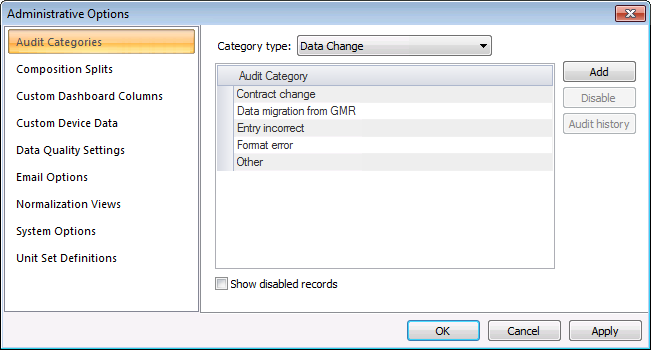 Administrative Options
Audit Categories
Composition Splits
Custom Dashboard Columns
Custom Device Data
Data Quality Settings
Email Options
Normalization Views
System Options
Unit Set Definitions
Category type: Data Change
Audit Category
Contract change
Data migration from GMR
Entry incorrect
Format error
Other
Add
Disable
Audit history
Show disabled records
OK Cancel Apply